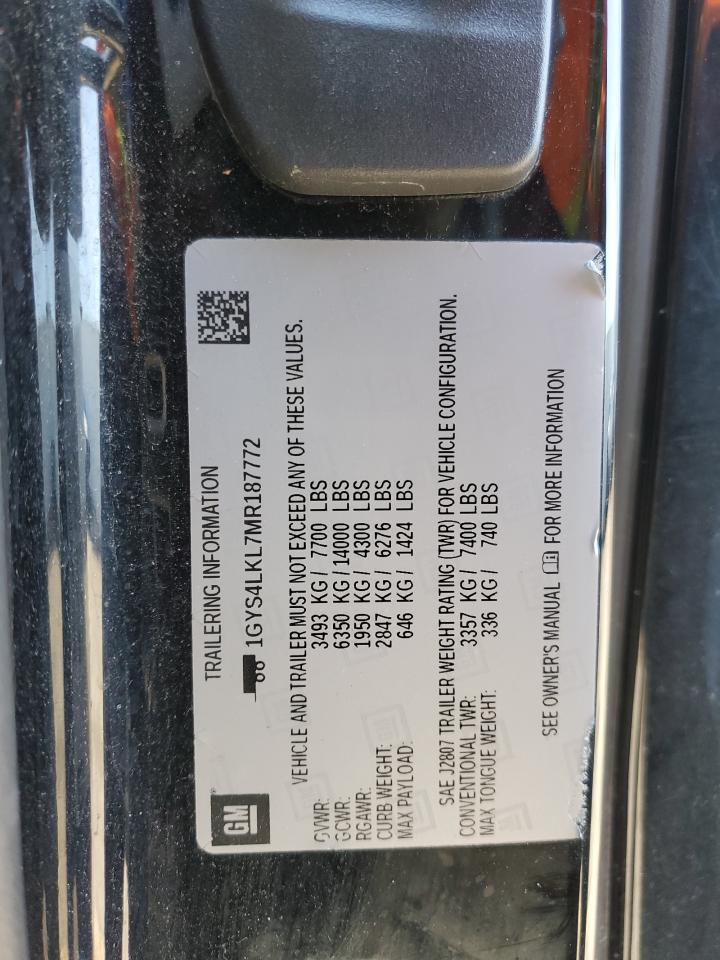 GM
TRAILERING INFORMATION
1GYS4LKL7MR187772
VEHICLE AND TRAILER MUST NOT EXCEED ANY OF THESE VALUES.
GVWR: 3493 KG / 7700 LBS
GCWR: 6350 KG / 14000 LBS
RGAWR: 1950 KG / 4300 LBS
CURB WEIGHT: 2847 KG / 6276 LBS
MAX PAYLOAD: 646 KG / 1424 LBS
SAE J2807 TRAILER WEIGHT RATING (TWR) FOR VEHICLE CONFIGURATION.
CONVENTIONAL TWR: 3357 KG / 7400 LBS
MAX TONGUE WEIGHT: 336 KG / 740 LBS
SEE OWNER'S MANUAL FOR MORE INFORMATION